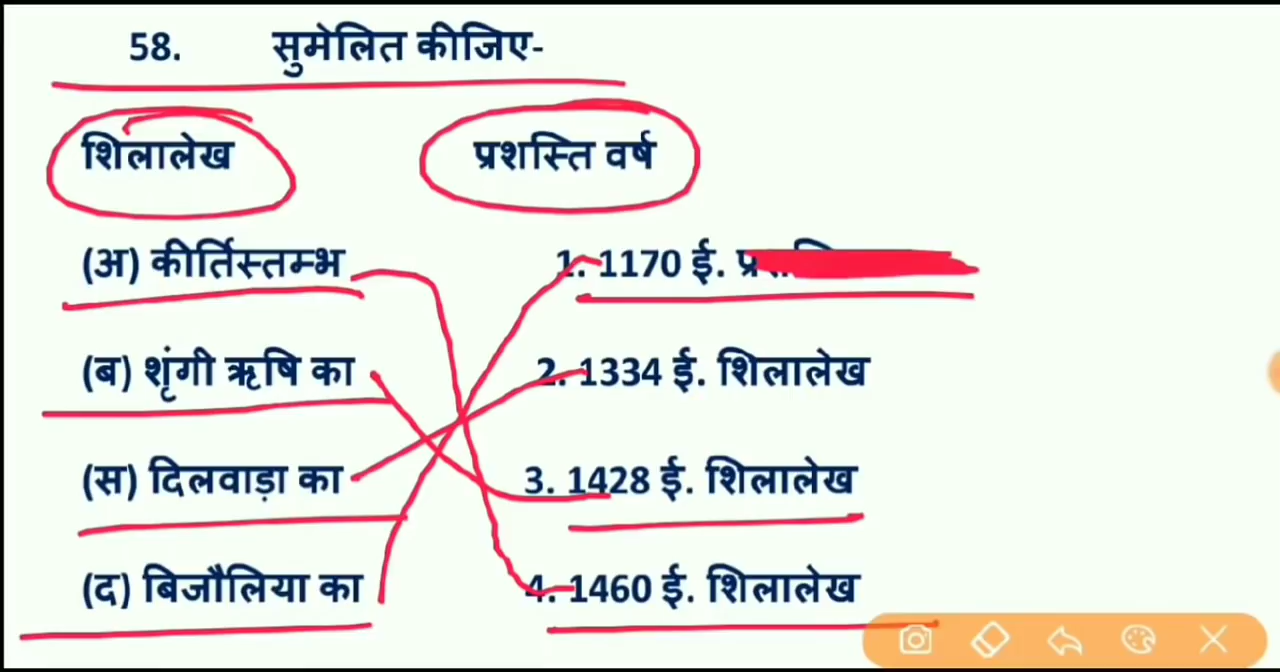 58. सुमेलित कीजिए-
शिलालेख प्रशस्ति वर्ष
(अ) कीर्तिस्तम्भ 1. 1170 ई.
(ब) शृंगी ऋषि का 2. 1334 ई. शिलालेख
(स) दिलवाड़ा का 3. 1428 ई. शिलालेख
(द) बिजौलिया का 4. 1460 ई. शिलालेख